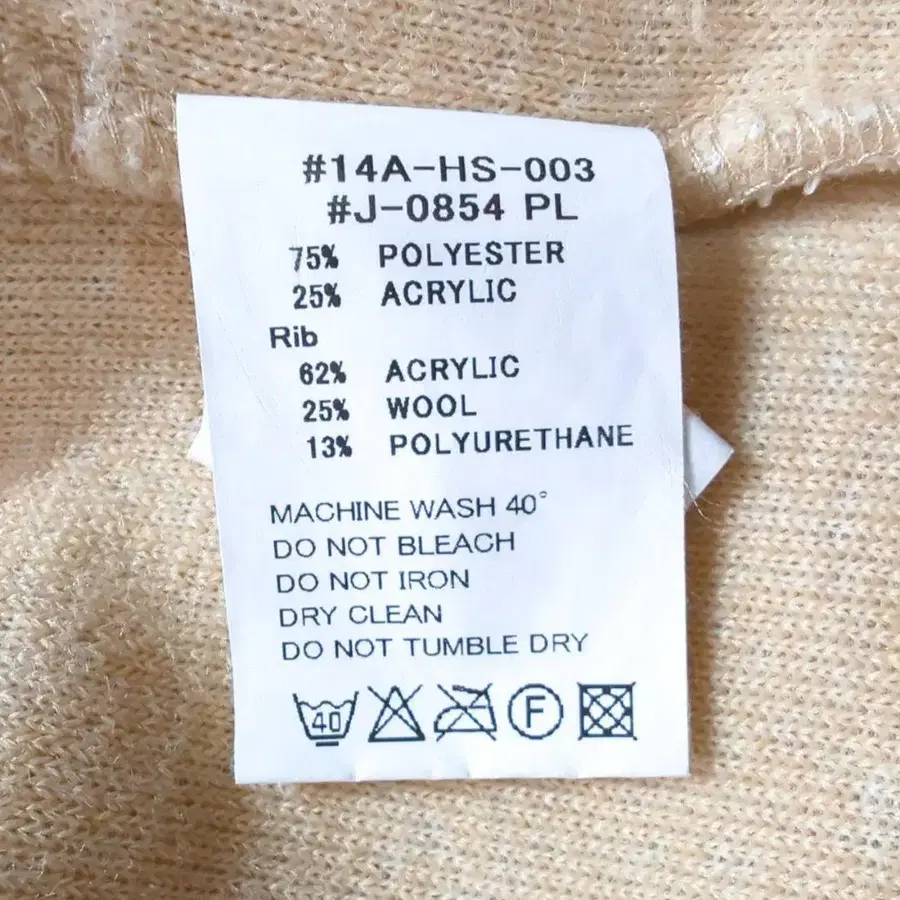 #14A-HS-003
#J-0854 PL
75% POLYESTER
25% ACRYLIC
Rib
62% ACRYLIC
25% WOOL
13% POLYURETHANE
MACHINE WASH 40°
DO NOT BLEACH
DO NOT IRON
DRY CLEAN
DO NOT TUMBLE DRY
40 F